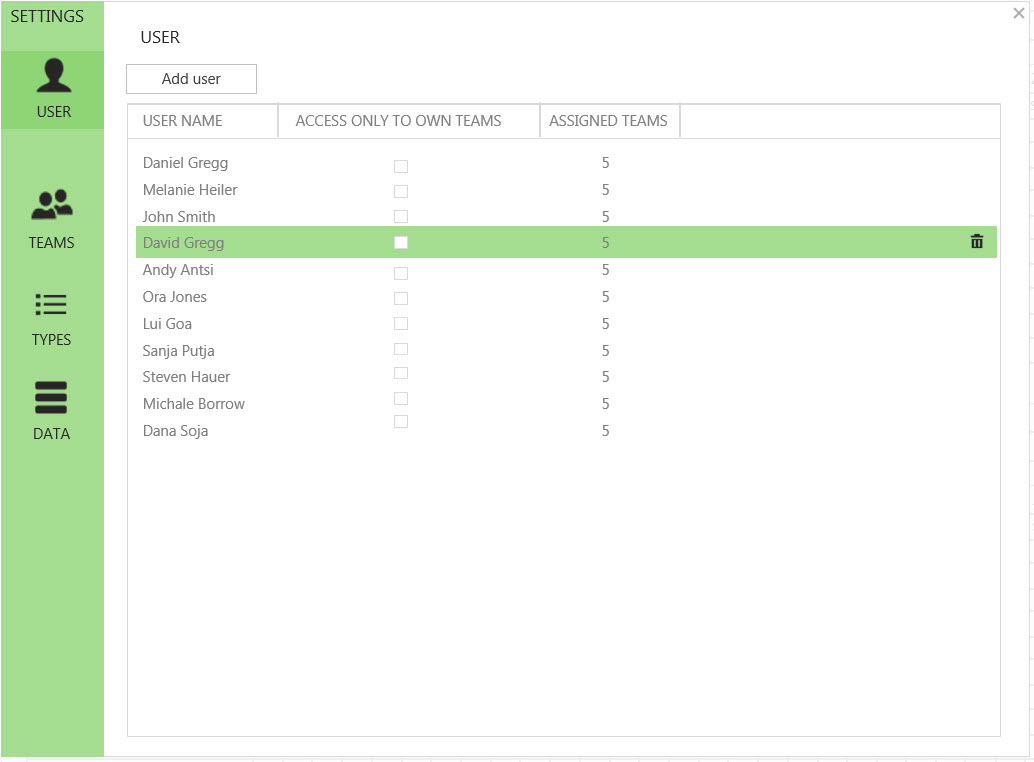 SETTINGS
USER
TEAMS
TYPES
DATA
USER
Add user
USER NAME ACCESS ONLY TO OWN TEAMS ASSIGNED TEAMS
Daniel Gregg 5
Melanie Heiler 5
John Smith 5
David Gregg 5
Andy Antsi 5
Ora Jones 5
Lui Goa 5
Sanja Putja 5
Steven Hauer 5
Michale Borrow 5
Dana Soja 5